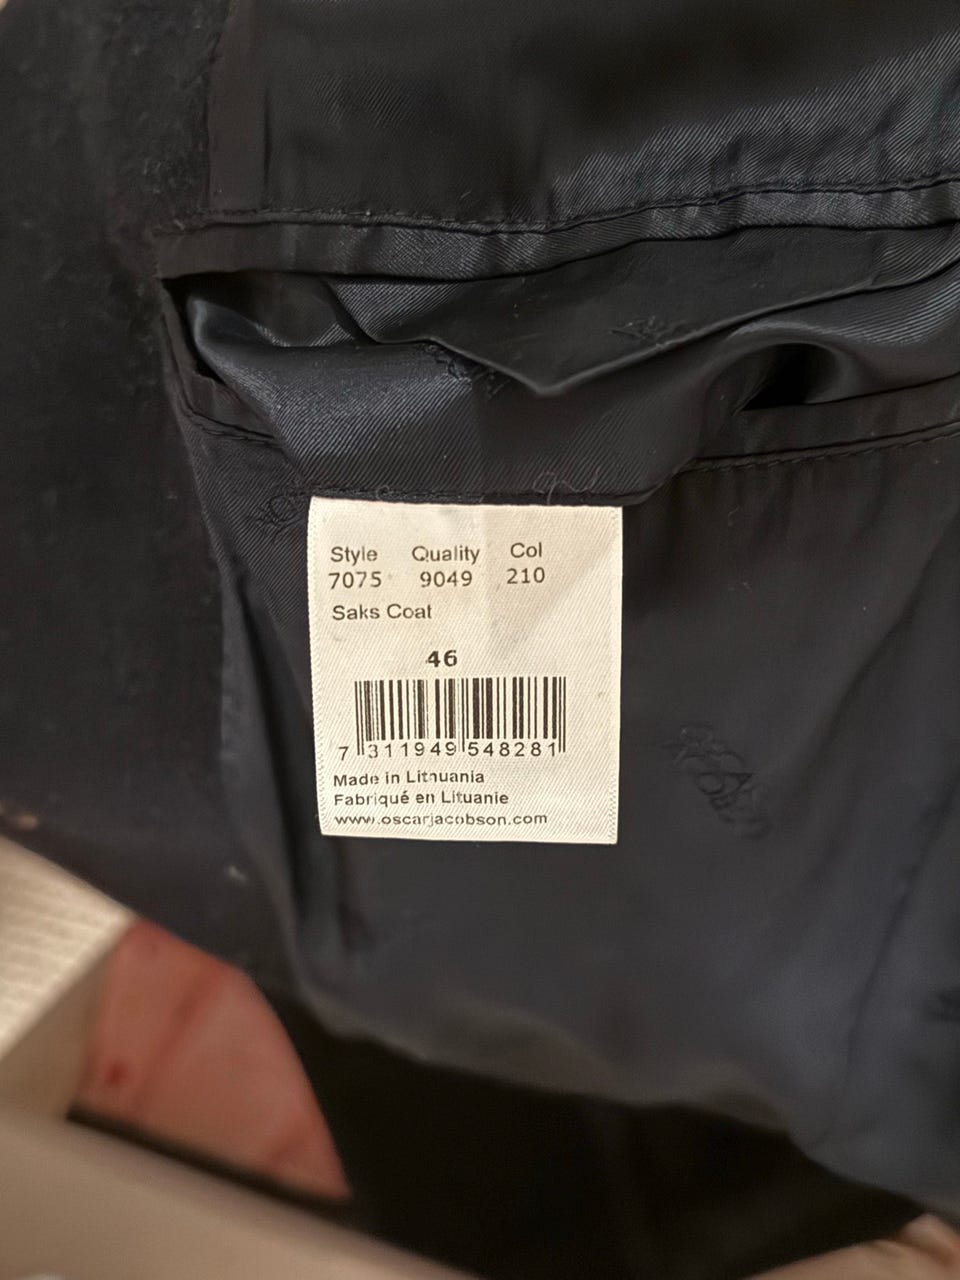 Style Quality Col
7075 9049 210
Saks Coat
46
7 311949 548281
Made in Lithuania
Fabriqué en Lituanie
www.oscarjacobson.com